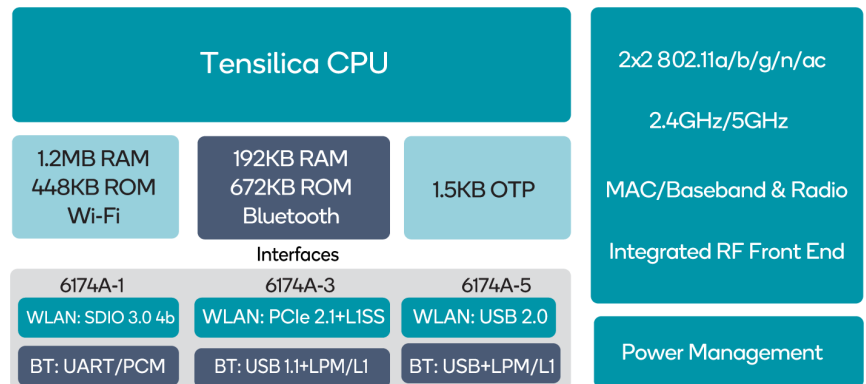 Tensilica CPU
1.2MB RAM
448KB ROM
Wi-Fi
192KB RAM
672KB ROM
Bluetooth
1.5KB OTP
Interfaces
6174A-1
WLAN: SDIO 3.0 4b
BT: UART/PCM
6174A-3
WLAN: PCIe 2.1+L1SS
BT: USB 1.1+LPM/L1
6174A-5
WLAN: USB 2.0
BT: USB+LPM/L1
2x2 802.11a/b/g/n/ac
2.4GHz/5GHz
MAC/Baseband & Radio
Integrated RF Front End
Power Management